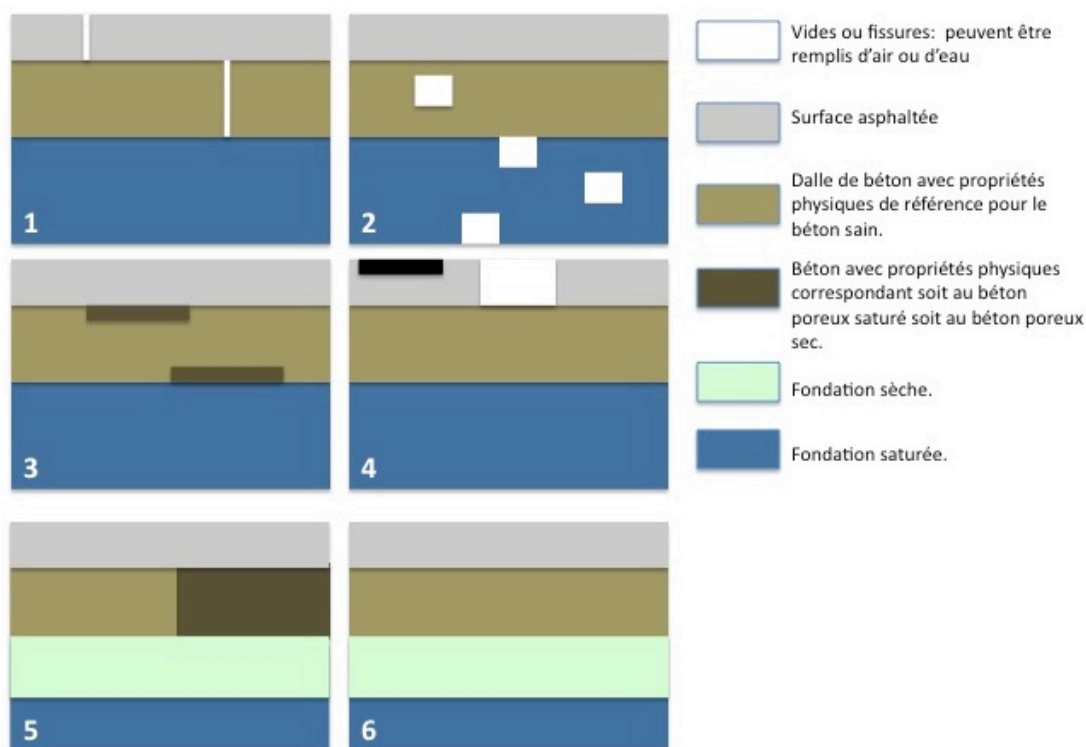 1
2
3
4
5
6
Vides ou fissures:  peuvent être
remplis d'air ou d'eau
Surface asphaltée
Dalle de béton avec propriétés
physiques de référence pour le
béton sain.
Béton avec propriétés physiques
correspondant soit au béton
poreux saturé soit au béton poreux
sec.
Fondation sèche.
Fondation saturée.